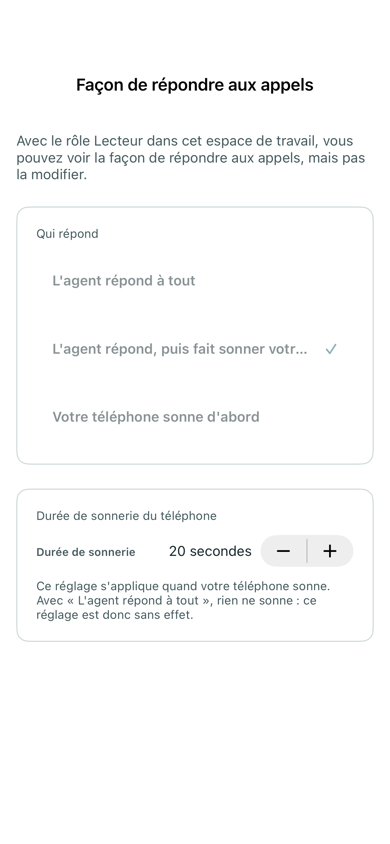 Façon de répondre aux appels
Avec le rôle Lecteur dans cet espace de travail, vous
pouvez voir la façon de répondre aux appels, mais pas
la modifier.
Qui répond
L'agent répond à tout
L'agent répond, puis fait sonner votr...
Votre téléphone sonne d'abord
Durée de sonnerie du téléphone
Durée de sonnerie 20 secondes
Ce réglage s'applique quand votre téléphone sonne.
Avec « L'agent répond à tout », rien ne sonne : ce
réglage est donc sans effet.